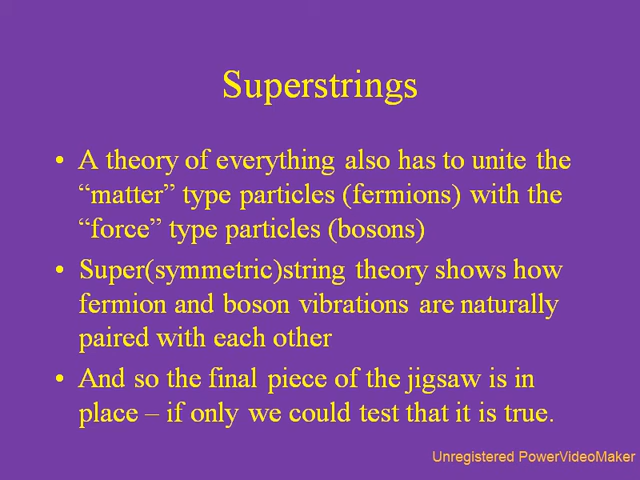 Superstrings
• A theory of everything also has to unite the
“matter” type particles (fermions) with the
“force” type particles (bosons)
• Super(symmetric)string theory shows how
fermion and boson vibrations are naturally
paired with each other
• And so the final piece of the jigsaw is in
place – if only we could test that it is true.
Unregistered PowerVideoMaker